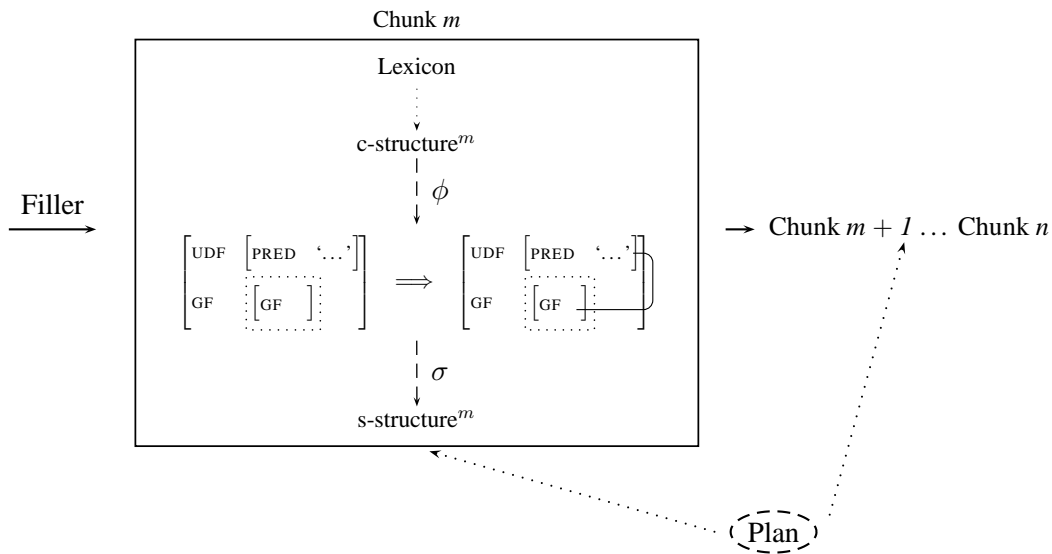 Chunk m
Lexicon
c-structure^m
ϕ
Filler
Chunk m + 1 … Chunk n
[UDF [PRED ‘…’] GF [GF ]] ⟹ [UDF [PRED ‘…’] GF [GF ]]
σ
s-structure^m
Plan